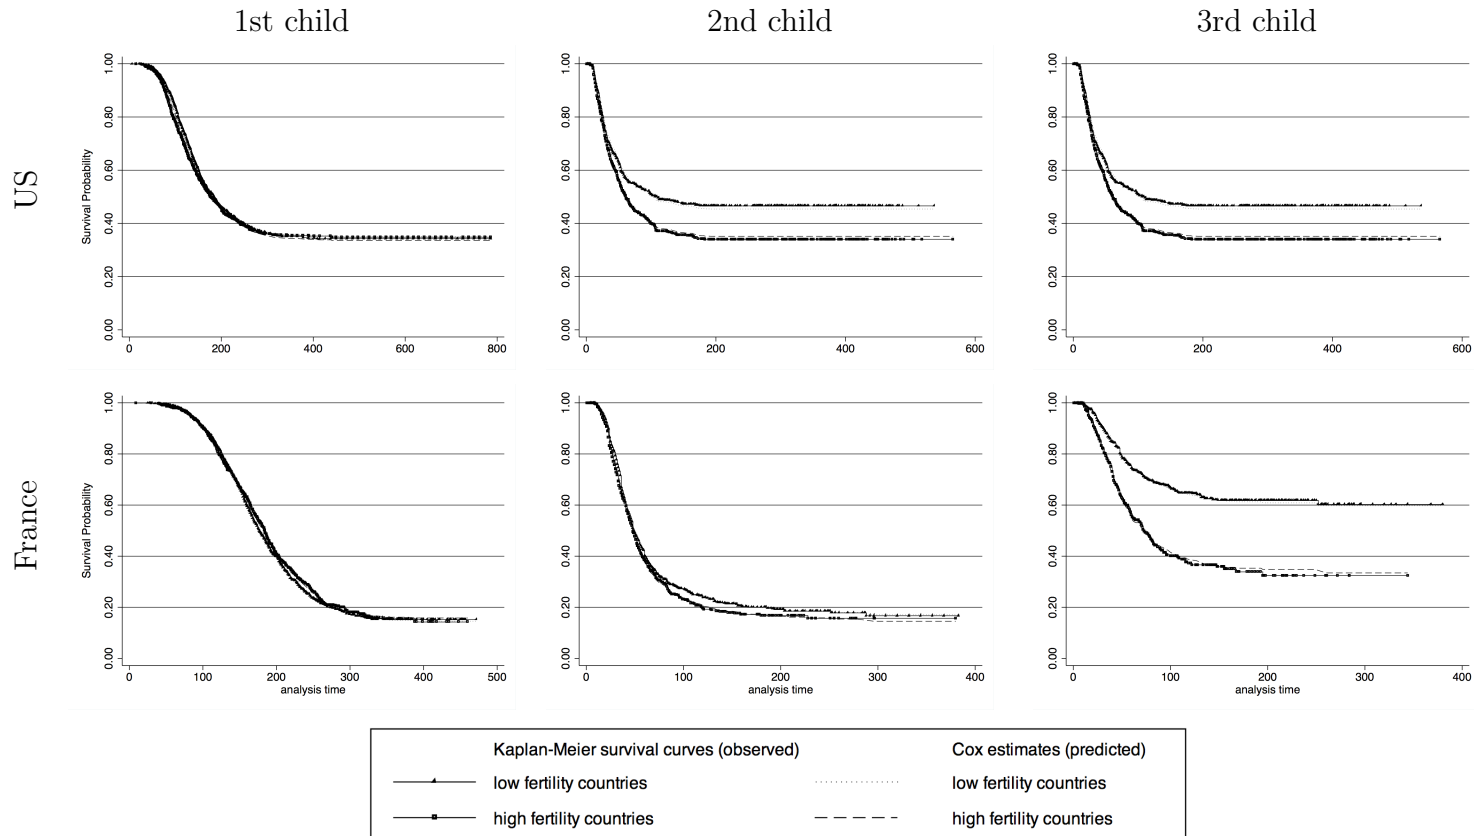 1st child 2nd child 3rd child
US
Survival Probability
1.00
0.80
0.60
0.40
0.20
0.00
0 200 400 600 800
1.00
0.80
0.60
0.40
0.20
0.00
0 200 400 600
1.00
0.80
0.60
0.40
0.20
0.00
0 200 400 600
France
Survival Probability
1.00
0.80
0.60
0.40
0.20
0.00
0 100 200 300 400 500
analysis time
1.00
0.80
0.60
0.40
0.20
0.00
0 100 200 300 400
analysis time
1.00
0.80
0.60
0.40
0.20
0.00
0 100 200 300 400
analysis time
Kaplan-Meier survival curves (observed) Cox estimates (predicted)
low fertility countries low fertility countries
high fertility countries high fertility countries